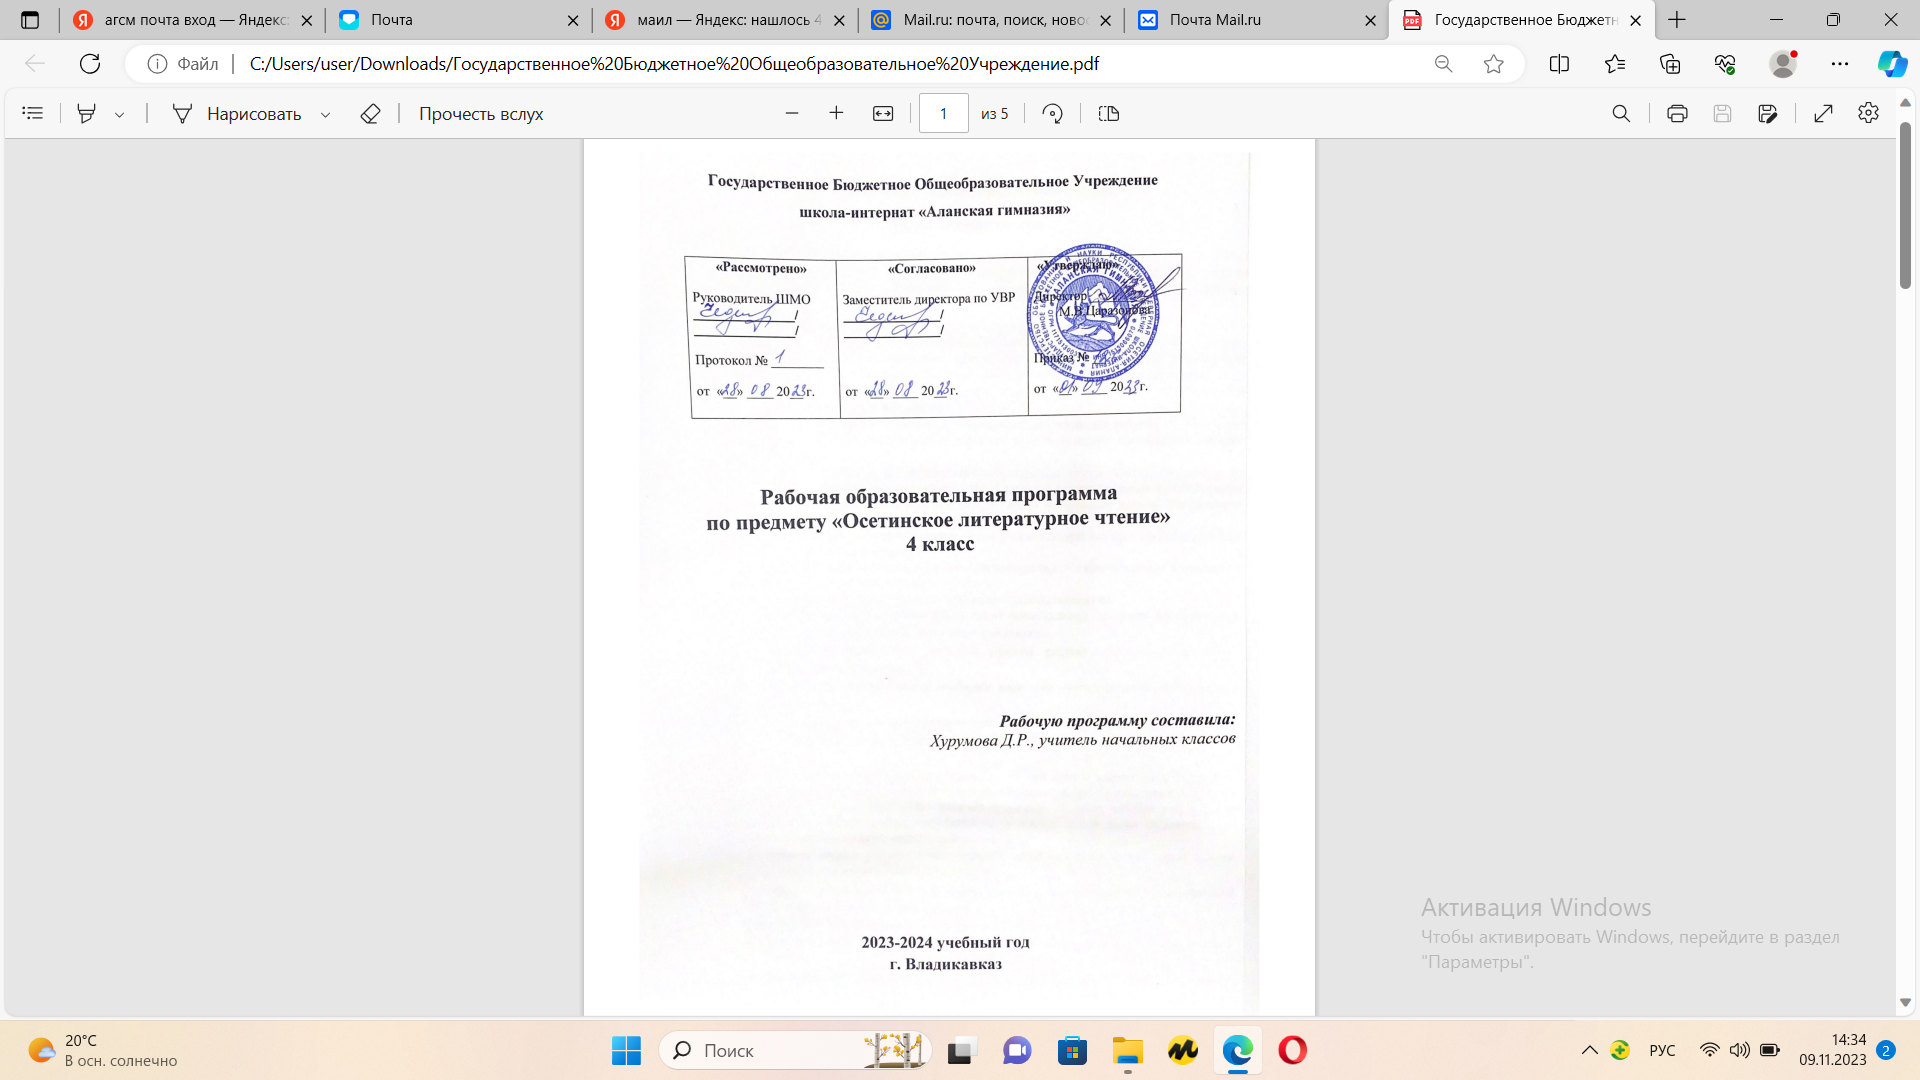 агсм почта вход — Яндекс:
Почта
маил — Яндекс: нашлось 4
Mail.ru: почта, поиск, ново
Почта Mail.ru
Государственное Бюджетн
Файл
C:/Users/user/Downloads/Государственное%20Бюджетное%20Общеобразовательное%20Учреждение.pdf
Нарисовать
Прочесть вслух
1 из 5
Государственное Бюджетное Общеобразовательное Учреждение
школа-интернат «Аланская гимназия»
«Рассмотрено»
Руководитель ШМО
/
/
Протокол № 1
от «28» 08 2023г.
«Согласовано»
Заместитель директора по УВР
/
/
от «28» 08 2023г.
«Утверждаю»
Директор
М.В.Царазонова
Приказ №
от «01» 09 2023г.
Рабочая образовательная программа
по предмету «Осетинское литературное чтение»
4 класс
Рабочую программу составила:
Хурумова Д.Р., учитель начальных классов
2023-2024 учебный год
г. Владикавказ
Активация Windows
Чтобы активировать Windows, перейдите в раздел
"Параметры".
20°C
В осн. солнечно
Поиск
РУС
14:34
09.11.2023
2